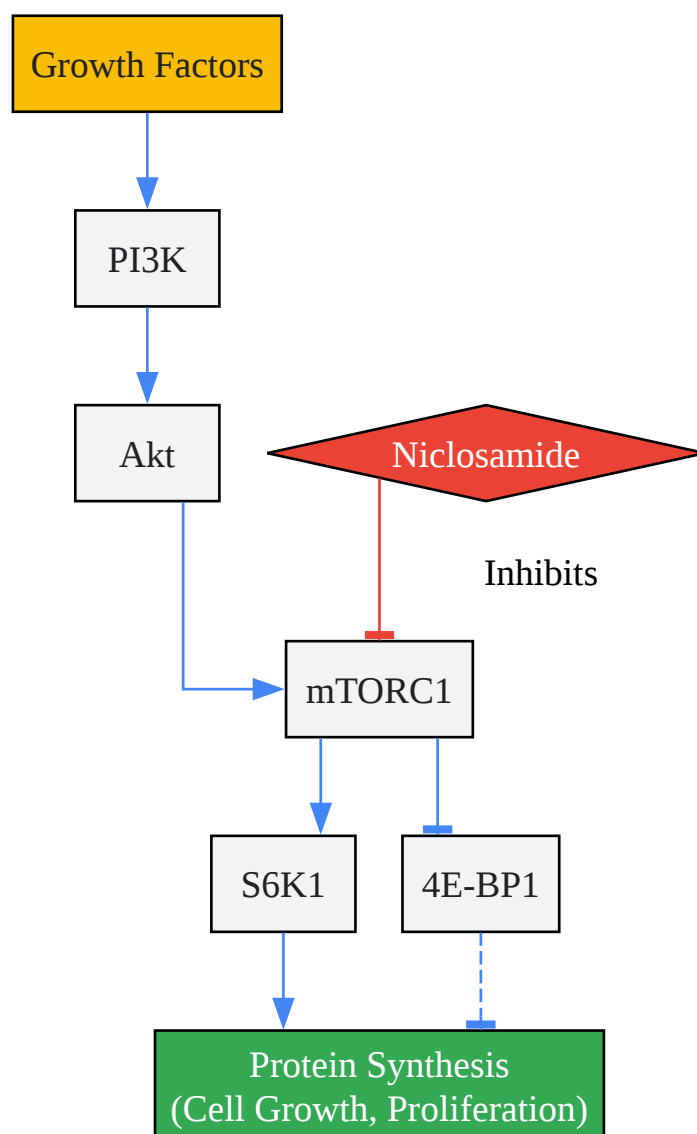 Growth Factors
PI3K
Akt
Niclosamide
Inhibits
mTORC1
S6K1
4E-BP1
Protein Synthesis
(Cell Growth, Proliferation)